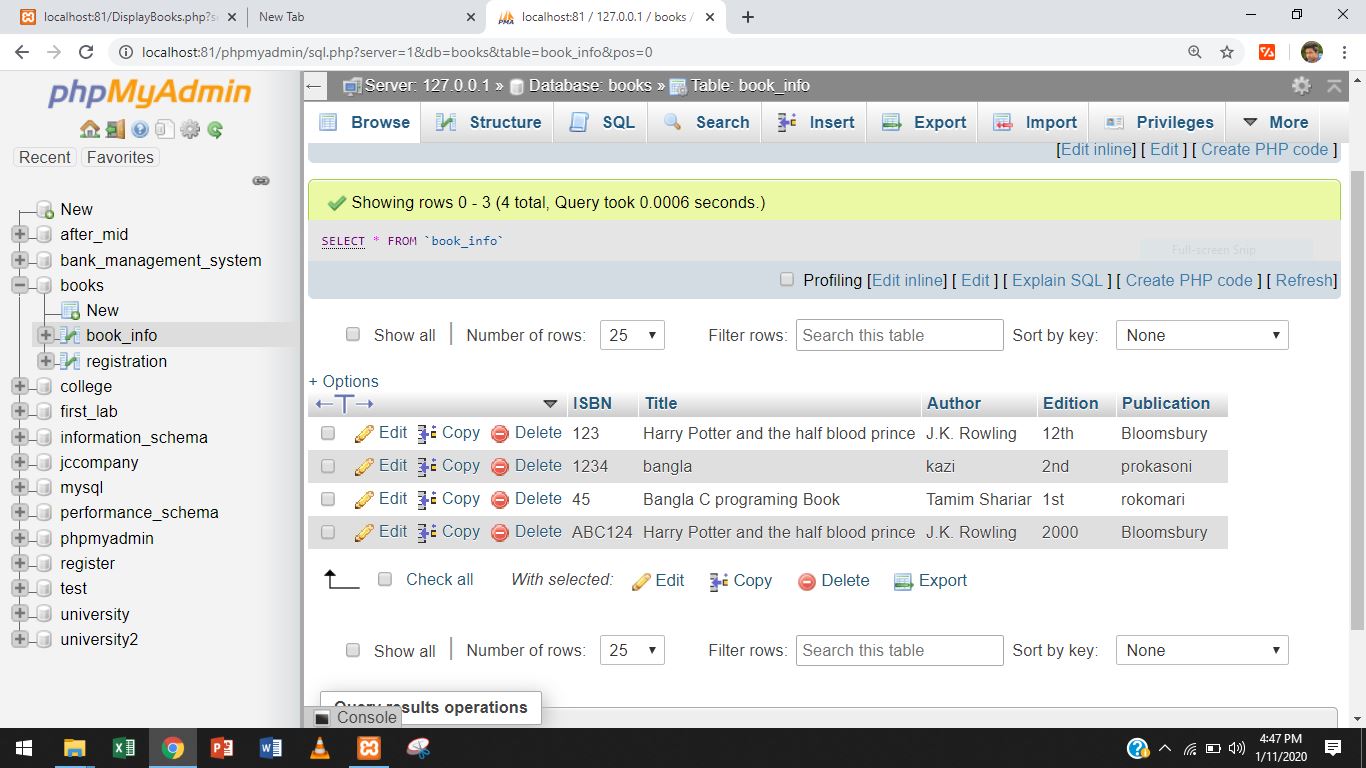 localhost:81/DisplayBooks.php?s
New Tab
localhost:81 / 127.0.0.1 / books /
localhost:81/phpmyadmin/sql.php?server=1&db=books&table=book_info&pos=0
phpMyAdmin
Recent Favorites
New
after_mid
bank_management_system
books
New
book_info
registration
college
first_lab
information_schema
jccompany
mysql
performance_schema
phpmyadmin
register
test
university
university2
Server: 127.0.0.1 » Database: books » Table: book_info
Browse Structure SQL Search Insert Export Import Privileges More
[Edit inline] [ Edit ] [ Create PHP code ]
Showing rows 0 - 3 (4 total, Query took 0.0006 seconds.)
SELECT * FROM `book_info`
Full-screen Snip
Profiling [Edit inline] [ Edit ] [ Explain SQL ] [ Create PHP code ] [ Refresh]
Show all Number of rows: 25 Filter rows: Search this table Sort by key: None
+ Options
←T→ ISBN Title Author Edition Publication
Edit Copy Delete 123 Harry Potter and the half blood prince J.K. Rowling 12th Bloomsbury
Edit Copy Delete 1234 bangla kazi 2nd prokasoni
Edit Copy Delete 45 Bangla C programing Book Tamim Shariar 1st rokomari
Edit Copy Delete ABC124 Harry Potter and the half blood prince J.K. Rowling 2000 Bloomsbury
Check all With selected: Edit Copy Delete Export
Show all Number of rows: 25 Filter rows: Search this table Sort by key: None
Query results operations
Console
4:47 PM
1/11/2020